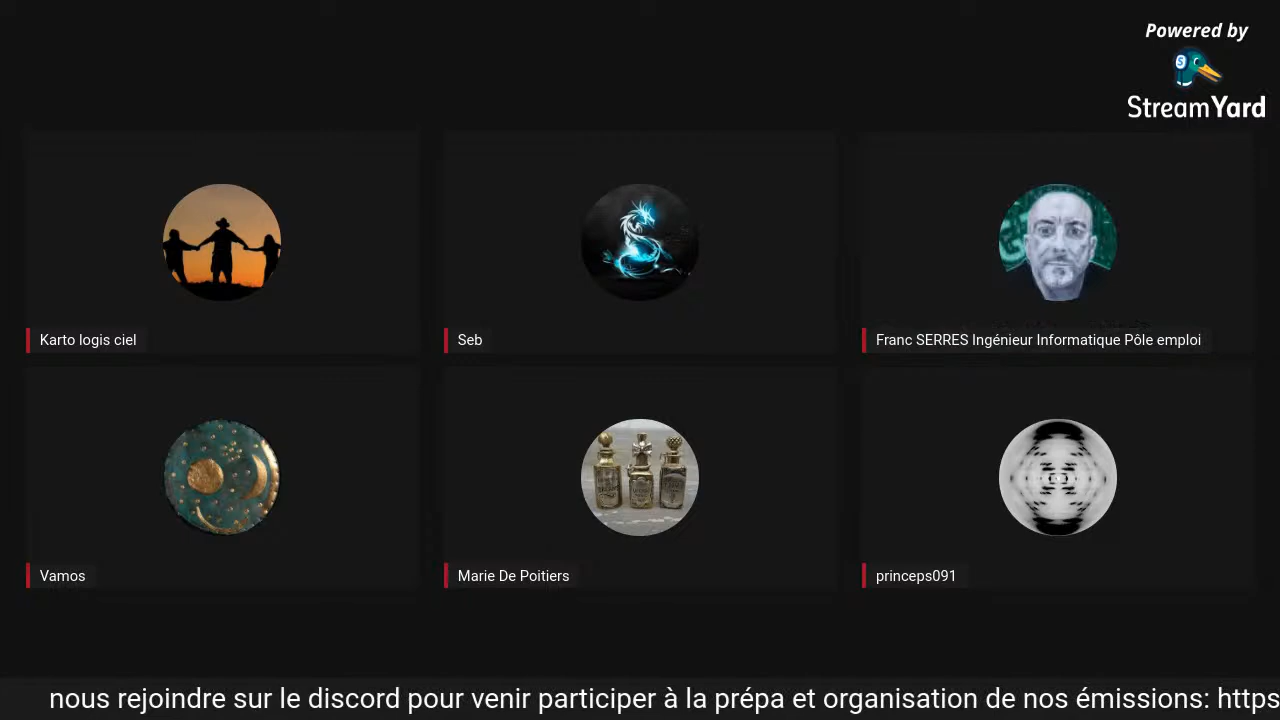 Powered by
StreamYard
Karto logis ciel
Seb
Franc SERRES Ingénieur Informatique Pôle emploi
Vamos
Marie De Poitiers
princeps091
nous rejoindre sur le discord pour venir participer à la prépa et organisation de nos émissions: https